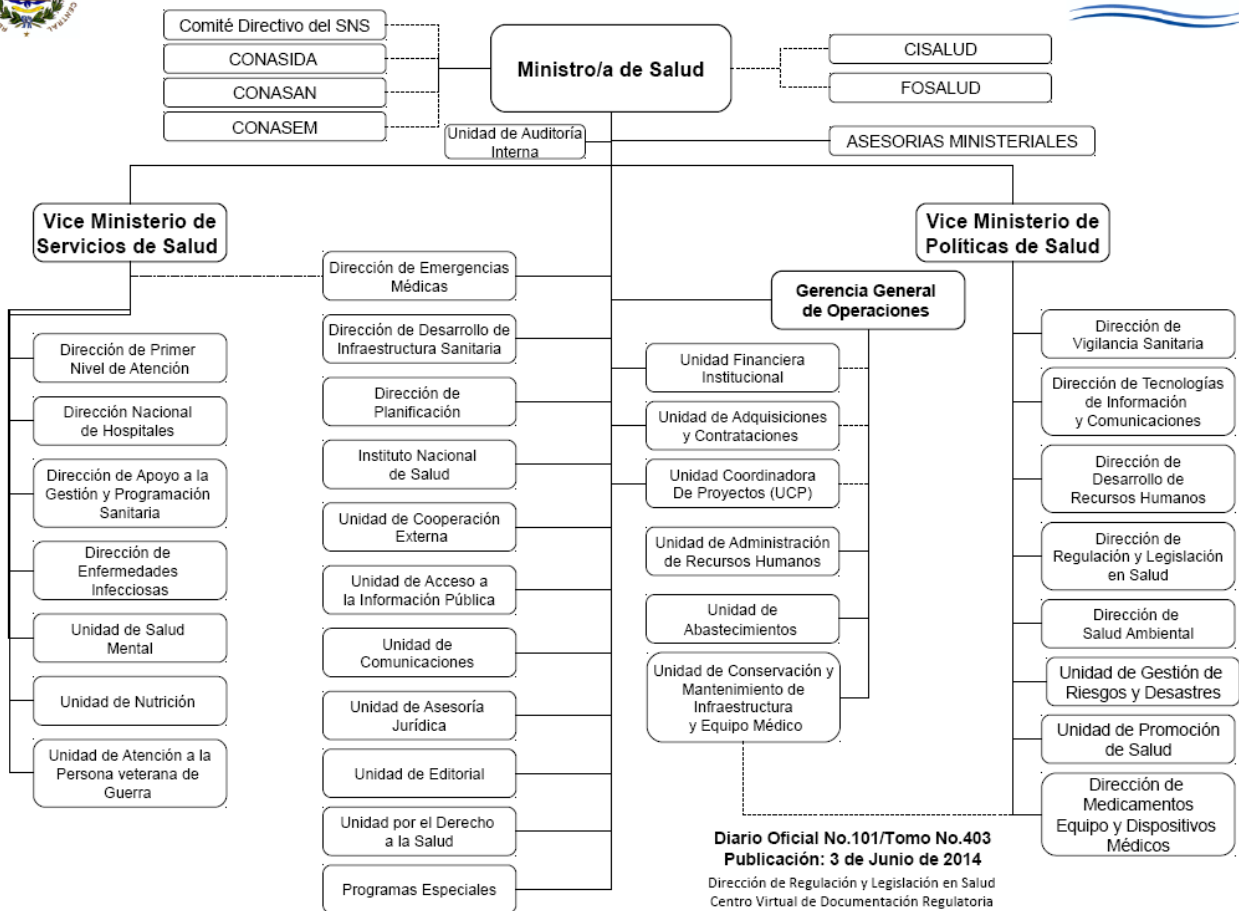 CENTRAL
Comité Directivo del SNS
CONASIDA
CONASAN
CONASEM
Ministro/a de Salud
CISALUD
FOSALUD
Unidad de Auditoría
Interna
ASESORIAS MINISTERIALES
Vice Ministerio de
Servicios de Salud
Vice Ministerio de
Políticas de Salud
Dirección de Primer
Nivel de Atención
Dirección Nacional
de Hospitales
Dirección de Apoyo a la
Gestión y Programación
Sanitaria
Dirección de
Enfermedades
Infecciosas
Unidad de Salud
Mental
Unidad de Nutrición
Unidad de Atención a la
Persona veterana de
Guerra
Dirección de Emergencias
Médicas
Dirección de Desarrollo de
Infraestructura Sanitaria
Dirección de
Planificación
Instituto Nacional
de Salud
Unidad de Cooperación
Externa
Unidad de Acceso a
la Información Pública
Unidad de
Comunicaciones
Unidad de Asesoría
Jurídica
Unidad de Editorial
Unidad por el Derecho
a la Salud
Programas Especiales
Gerencia General
de Operaciones
Unidad Financiera
Institucional
Unidad de Adquisiciones
y Contrataciones
Unidad Coordinadora
De Proyectos (UCP)
Unidad de Administración
de Recursos Humanos
Unidad de
Abastecimientos
Unidad de Conservación y
Mantenimiento de
Infraestructura
y Equipo Médico
Dirección de
Vigilancia Sanitaria
Dirección de Tecnologías
de Información
y Comunicaciones
Dirección de
Desarrollo de
Recursos Humanos
Dirección de
Regulación y Legislación
en Salud
Dirección de
Salud Ambiental
Unidad de Gestión de
Riesgos y Desastres
Unidad de Promoción
de Salud
Dirección de
Medicamentos
Equipo y Dispositivos
Médicos
Diario Oficial No.101/Tomo No.403
Publicación: 3 de Junio de 2014
Dirección de Regulación y Legislación en Salud
Centro Virtual de Documentación Regulatoria